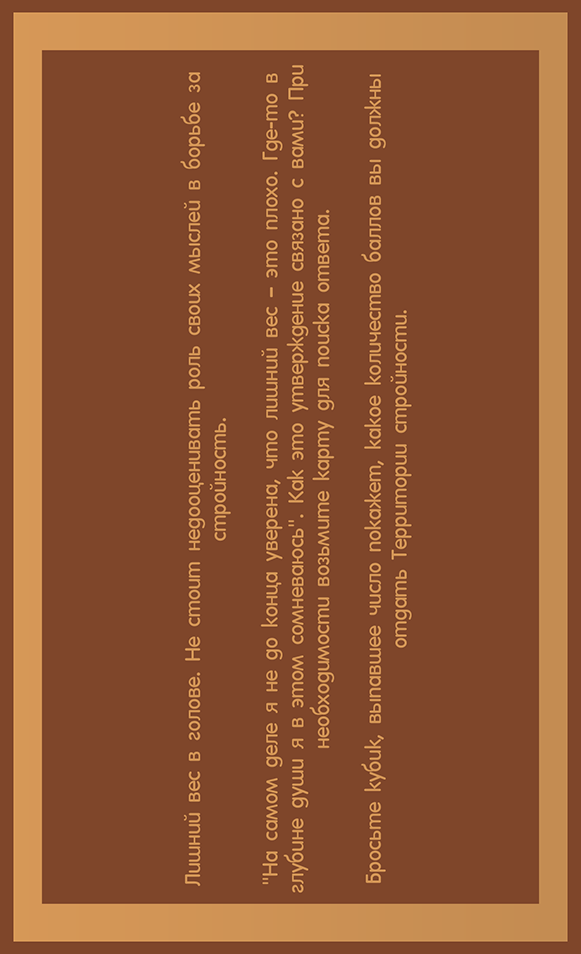 Лишний вес в голове. Не стоит недооценивать роль своих мыслей в борьбе за
стройность.
"На самом деле я не до конца уверена, что лишний вес – это плохо. Где-то в
глубине души я в этом сомневаюсь". Как это утверждение связано с вами? При
необходимости возьмите карту для поиска ответа.
Бросьте кубик, выпавшее число покажет, какое количество баллов вы должны
отдать Территории стройности.